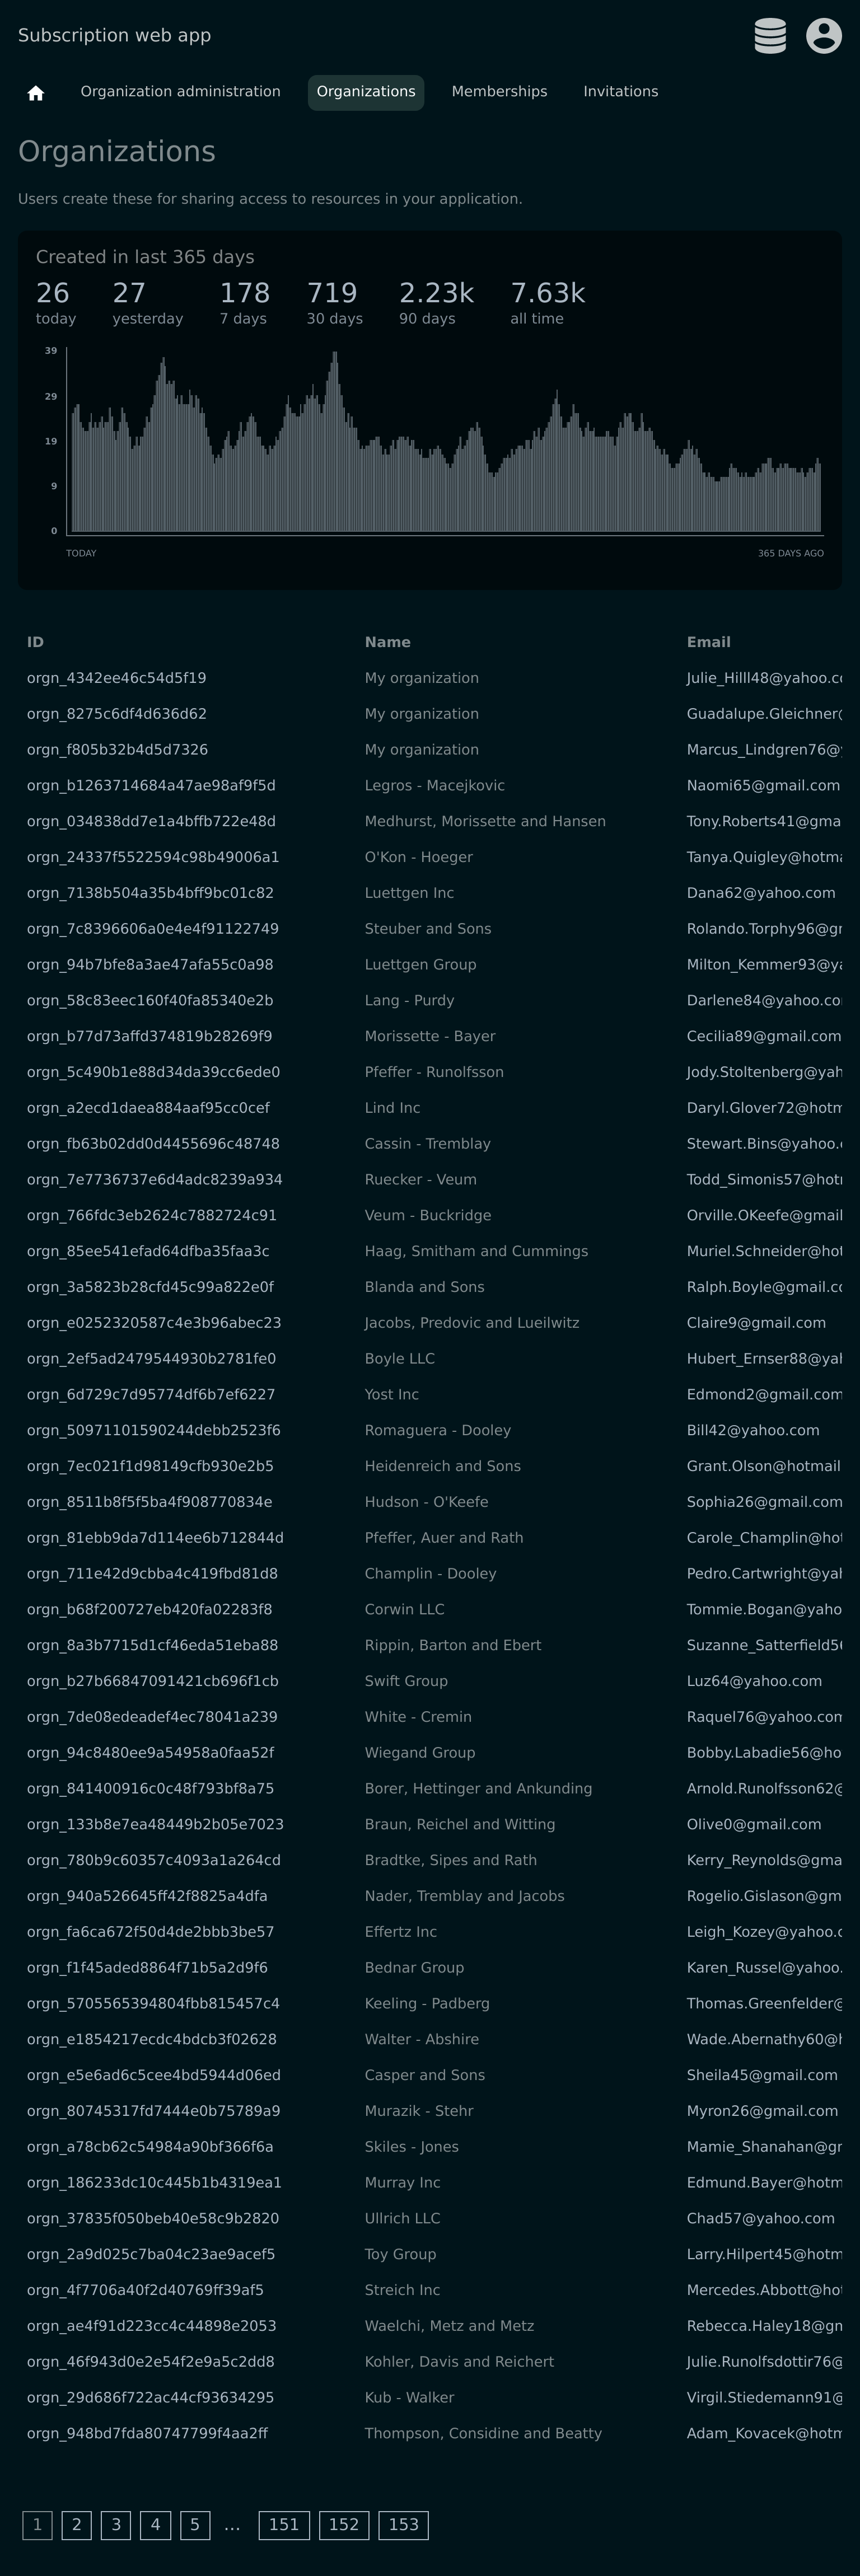 Subscription web app
Organization administration Organizations Memberships Invitations
Organizations
Users create these for sharing access to resources in your application.
Created in last 365 days
26 27 178 719 2.23k 7.63k
today yesterday 7 days 30 days 90 days all time
39
29
19
9
0
TODAY 365 DAYS AGO
ID Name Email
orgn_4342ee46c54d5f19 My organization Julie_Hilll48@yahoo.c
orgn_8275c6df4d636d62 My organization Guadalupe.Gleichner@
orgn_f805b32b4d5d7326 My organization Marcus_Lindgren76@
orgn_b1263714684a47ae98af9f5d Legros - Macejkovic Naomi65@gmail.com
orgn_034838dd7e1a4bffb722e48d Medhurst, Morissette and Hansen Tony.Roberts41@gma
orgn_24337f5522594c98b49006a1 O'Kon - Hoeger Tanya.Quigley@hotma
orgn_7138b504a35b4bff9bc01c82 Luettgen Inc Dana62@yahoo.com
orgn_7c8396606a0e4e4f91122749 Steuber and Sons Rolando.Torphy96@g
orgn_94b7bfe8a3ae47afa55c0a98 Luettgen Group Milton_Kemmer93@ya
orgn_58c83eec160f40fa85340e2b Lang - Purdy Darlene84@yahoo.co
orgn_b77d73affd374819b28269f9 Morissette - Bayer Cecilia89@gmail.com
orgn_5c490b1e88d34da39cc6ede0 Pfeffer - Runolfsson Jody.Stoltenberg@yah
orgn_a2ecd1daea884aaf95cc0cef Lind Inc Daryl.Glover72@hotm
orgn_fb63b02dd0d4455696c48748 Cassin - Tremblay Stewart.Bins@yahoo.
orgn_7e7736737e6d4adc8239a934 Ruecker - Veum Todd_Simonis57@hot
orgn_766fdc3eb2624c7882724c91 Veum - Buckridge Orville.OKeefe@gmail
orgn_85ee541efad64dfba35faa3c Haag, Smitham and Cummings Muriel.Schneider@hot
orgn_3a5823b28cfd45c99a822e0f Blanda and Sons Ralph.Boyle@gmail.c
orgn_e0252320587c4e3b96abec23 Jacobs, Predovic and Lueilwitz Claire9@gmail.com
orgn_2ef5ad2479544930b2781fe0 Boyle LLC Hubert_Ernser88@yah
orgn_6d729c7d95774df6b7ef6227 Yost Inc Edmond2@gmail.com
orgn_50971101590244debb2523f6 Romaguera - Dooley Bill42@yahoo.com
orgn_7ec021f1d98149cfb930e2b5 Heidenreich and Sons Grant.Olson@hotmail
orgn_8511b8f5f5ba4f908770834e Hudson - O'Keefe Sophia26@gmail.com
orgn_81ebb9da7d114ee6b712844d Pfeffer, Auer and Rath Carole_Champlin@hot
orgn_711e42d9cbba4c419fbd81d8 Champlin - Dooley Pedro.Cartwright@yah
orgn_b68f200727eb420fa02283f8 Corwin LLC Tommie.Bogan@yaho
orgn_8a3b7715d1cf46eda51eba88 Rippin, Barton and Ebert Suzanne_Satterfield5
orgn_b27b66847091421cb696f1cb Swift Group Luz64@yahoo.com
orgn_7de08edeadef4ec78041a239 White - Cremin Raquel76@yahoo.com
orgn_94c8480ee9a54958a0faa52f Wiegand Group Bobby.Labadie56@ho
orgn_841400916c0c48f793bf8a75 Borer, Hettinger and Ankunding Arnold.Runolfsson62@
orgn_133b8e7ea48449b2b05e7023 Braun, Reichel and Witting Olive0@gmail.com
orgn_780b9c60357c4093a1a264cd Bradtke, Sipes and Rath Kerry_Reynolds@gma
orgn_940a526645ff42f8825a4dfa Nader, Tremblay and Jacobs Rogelio.Gislason@gm
orgn_fa6ca672f50d4de2bbb3be57 Effertz Inc Leigh_Kozey@yahoo.c
orgn_f1f45aded8864f71b5a2d9f6 Bednar Group Karen_Russel@yahoo.
orgn_5705565394804fbb815457c4 Keeling - Padberg Thomas.Greenfelder@
orgn_e1854217ecdc4bdcb3f02628 Walter - Abshire Wade.Abernathy60@h
orgn_e5e6ad6c5cee4bd5944d06ed Casper and Sons Sheila45@gmail.com
orgn_80745317fd7444e0b75789a9 Murazik - Stehr Myron26@gmail.com
orgn_a78cb62c54984a90bf366f6a Skiles - Jones Mamie_Shanahan@g
orgn_186233dc10c445b1b4319ea1 Murray Inc Edmund.Bayer@hotm
orgn_37835f050beb40e58c9b2820 Ullrich LLC Chad57@yahoo.com
orgn_2a9d025c7ba04c23ae9acef5 Toy Group Larry.Hilpert45@hotm
orgn_4f7706a40f2d40769ff39af5 Streich Inc Mercedes.Abbott@hot
orgn_ae4f91d223cc4c44898e2053 Waelchi, Metz and Metz Rebecca.Haley18@gm
orgn_46f943d0e2e54f2e9a5c2dd8 Kohler, Davis and Reichert Julie.Runolfsdottir76@
orgn_29d686f722ac44cf93634295 Kub - Walker Virgil.Stiedemann91@
orgn_948bd7fda80747799f4aa2ff Thompson, Considine and Beatty Adam_Kovacek@hotm
1 2 3 4 5 ... 151 152 153